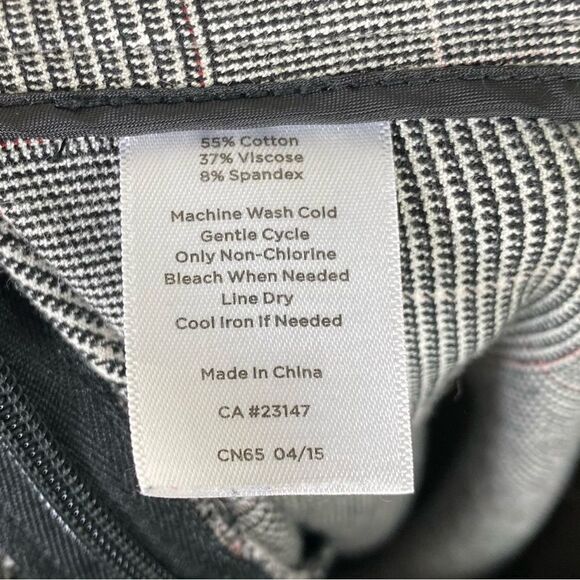 55% Cotton
37% Viscose
8% Spandex
Machine Wash Cold
Gentle Cycle
Only Non-Chlorine
Bleach When Needed
Line Dry
Cool Iron If Needed
Made In China
CA #23147
CN65 04/15